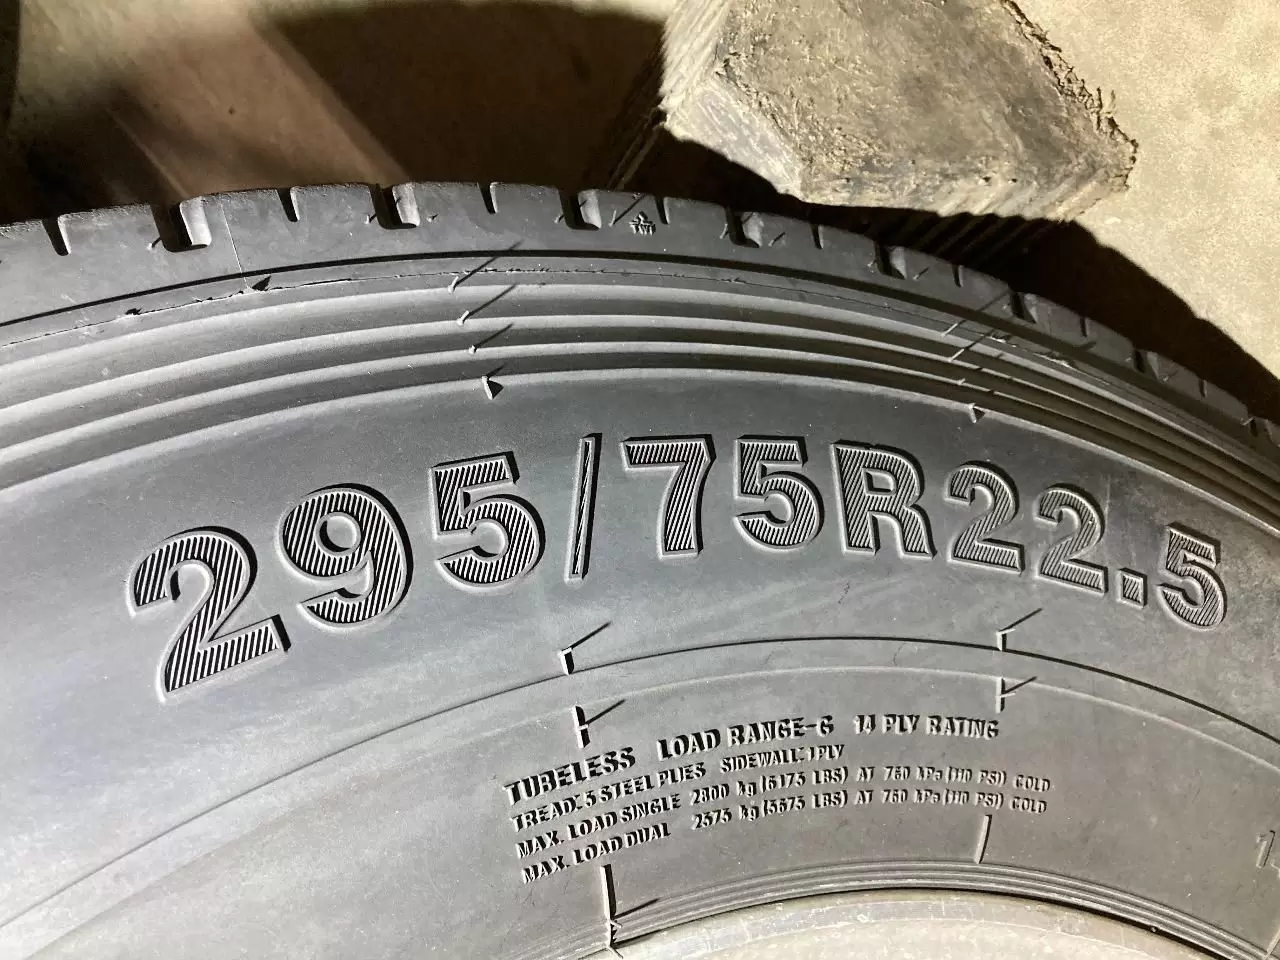 TWI
295/75R22.5
TUBELESS LOAD RANGE-G 14 PLY RATING
TREAD:5 STEEL PLIES SIDEWALL:1PLY
MAX. LOAD SINGLE 2800 kg (6175 LBS) AT 760 kPa (110 PSI) COLD
MAX. LOAD DUAL 2575 kg (5675 LBS) AT 760 kPa (110 PSI) COLD